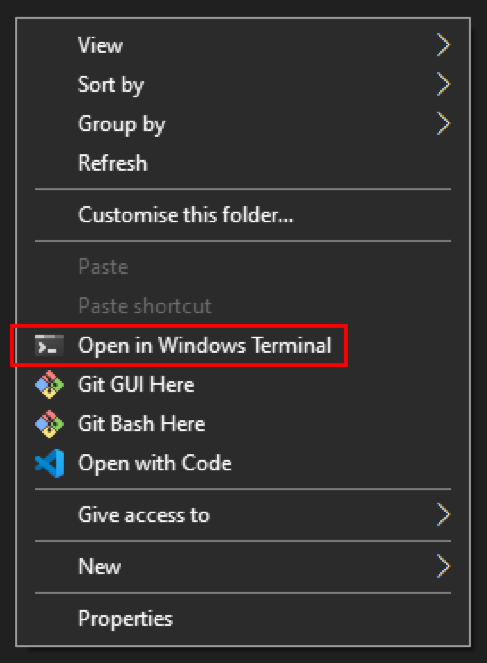 View
Sort by
Group by
Refresh
Customise this folder...
Paste
Paste shortcut
Open in Windows Terminal
Git GUI Here
Git Bash Here
Open with Code
Give access to
New
Properties